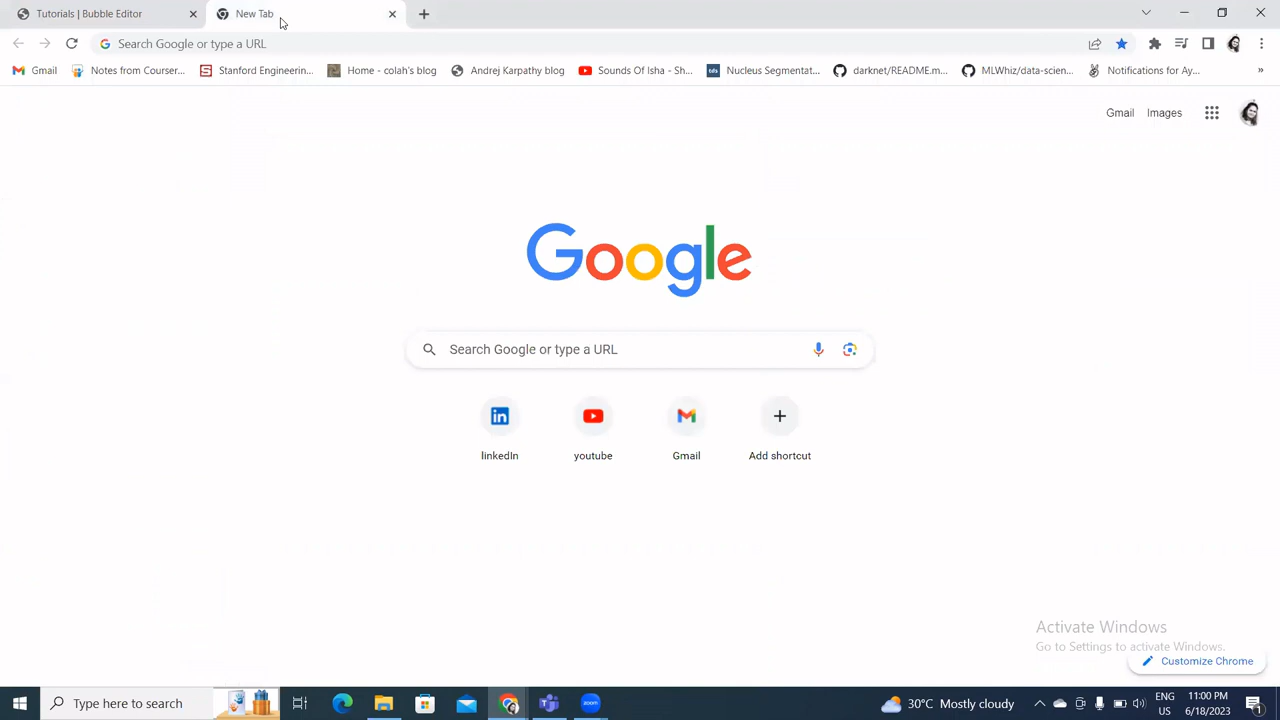 Tutorials | Bubble Editor
New Tab
Search Google or type a URL
Gmail
Notes from Courser...
Stanford Engineerin...
Home - colah's blog
Andrej Karpathy blog
Sounds Of Isha - Sh...
Nucleus Segmentat...
darknet/README.m...
MLWhiz/data-scien...
Notifications for Ay...
»
Gmail
Images
Google
Search Google or type a URL
linkedIn
youtube
Gmail
Add shortcut
Activate Windows
Go to Settings to activate Windows.
Customize Chrome
Type here to search
zoom
30°C Mostly cloudy
ENG
US
11:00 PM
6/18/2023